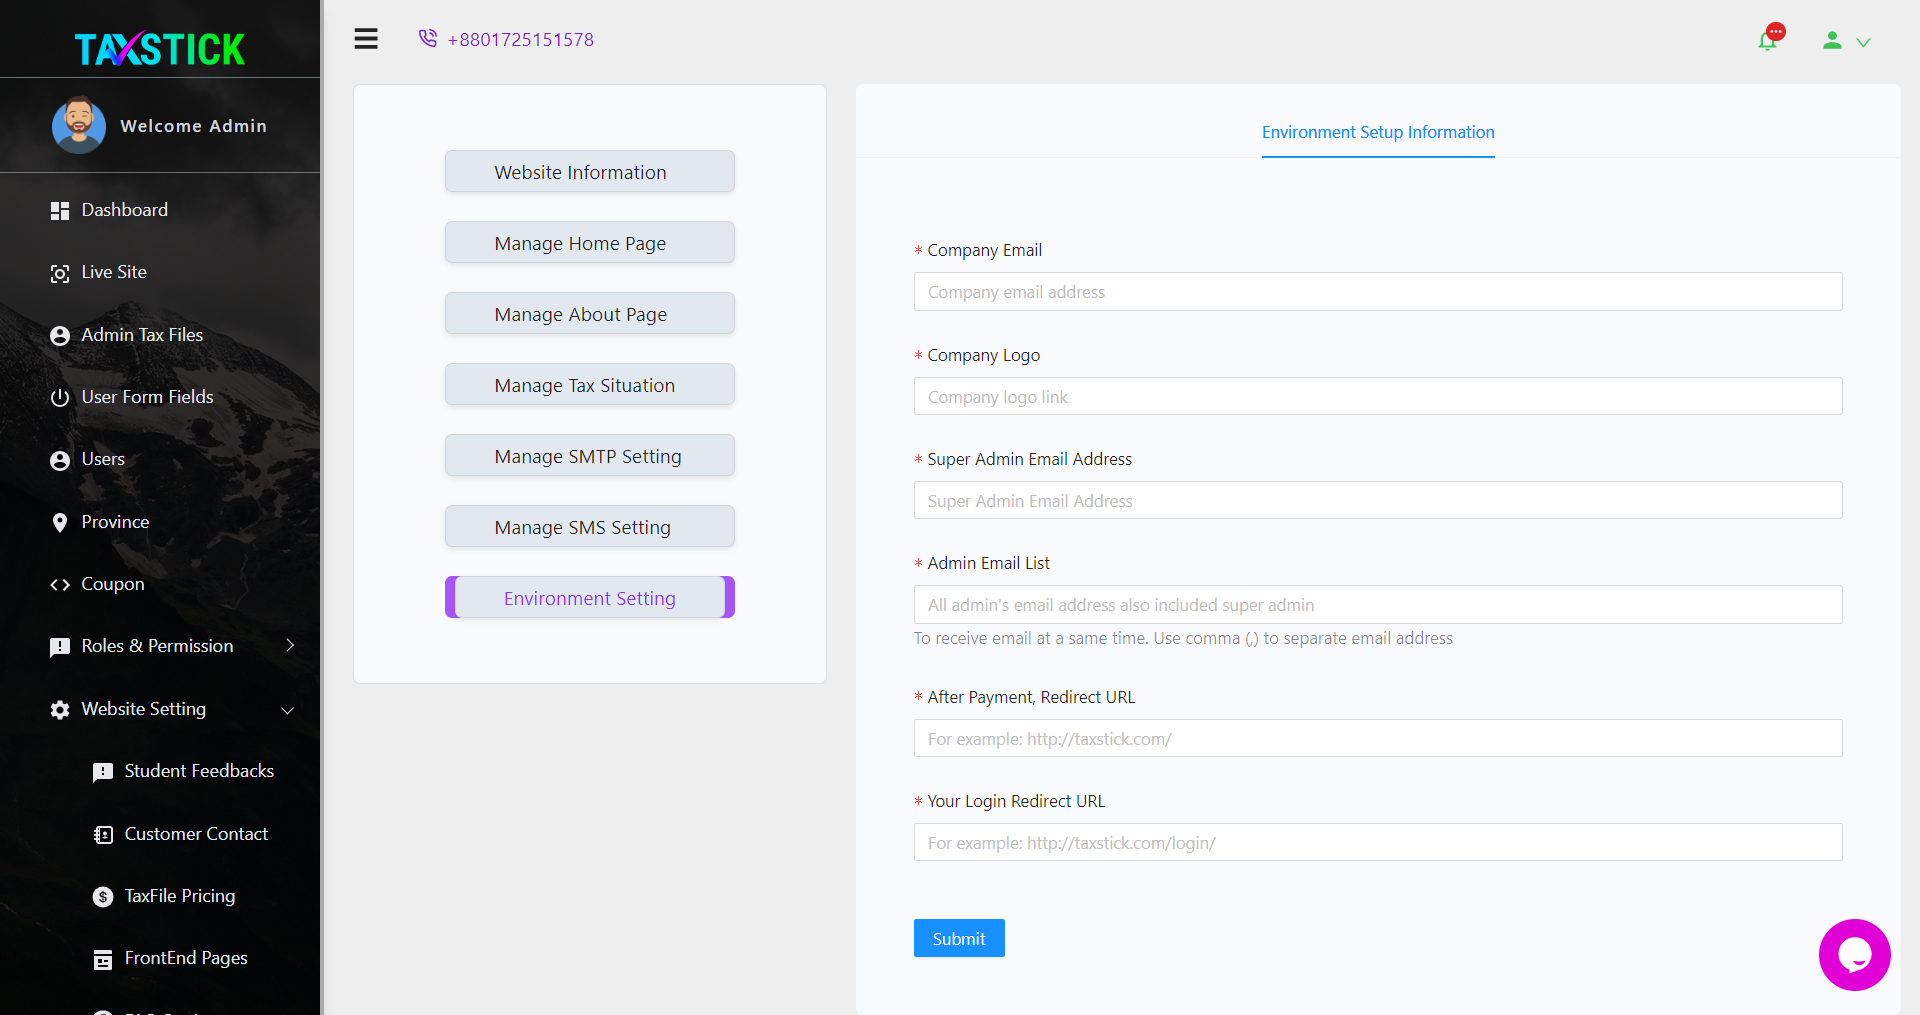 TAXSTICK
+8801725151578
Welcome Admin
Dashboard
Live Site
Admin Tax Files
User Form Fields
Users
Province
Coupon
Roles & Permission
Website Setting
Student Feedbacks
Customer Contact
TaxFile Pricing
FrontEnd Pages
Website Information
Manage Home Page
Manage About Page
Manage Tax Situation
Manage SMTP Setting
Manage SMS Setting
Environment Setting
Environment Setup Information
* Company Email
Company email address
* Company Logo
Company logo link
* Super Admin Email Address
Super Admin Email Address
* Admin Email List
All admin's email address also included super admin
To receive email at a same time. Use comma (,) to separate email address
* After Payment, Redirect URL
For example: http://taxstick.com/
* Your Login Redirect URL
For example: http://taxstick.com/login/
Submit